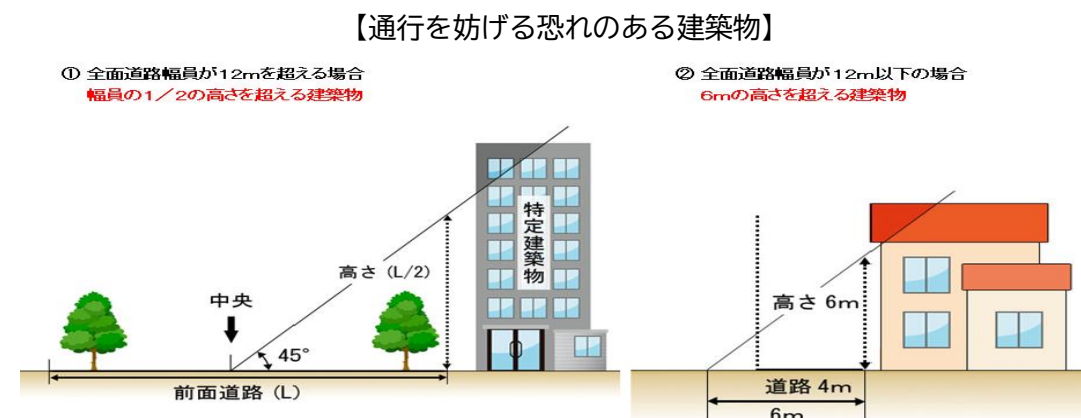 【通行を妨げる恐れのある建築物】
① 全面道路幅員が12mを超える場合
幅員の1/2の高さを超える建築物
② 全面道路幅員が12m以下の場合
6mの高さを超える建築物
特定建築物
高さ (L/2)
中央
45°
前面道路 (L)
高さ 6m
道路 4m
6m